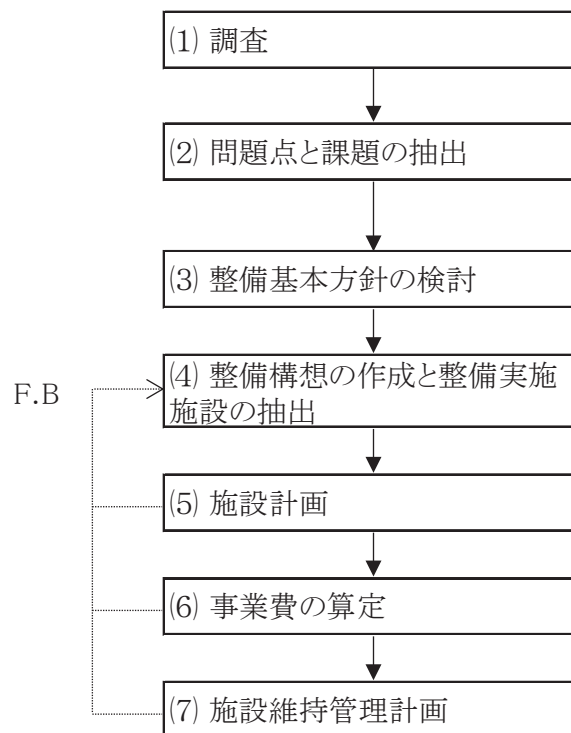 (1) 調査
(2) 問題点と課題の抽出
(3) 整備基本方針の検討
F.B
(4) 整備構想の作成と整備実施
施設の抽出
(5) 施設計画
(6) 事業費の算定
(7) 施設維持管理計画